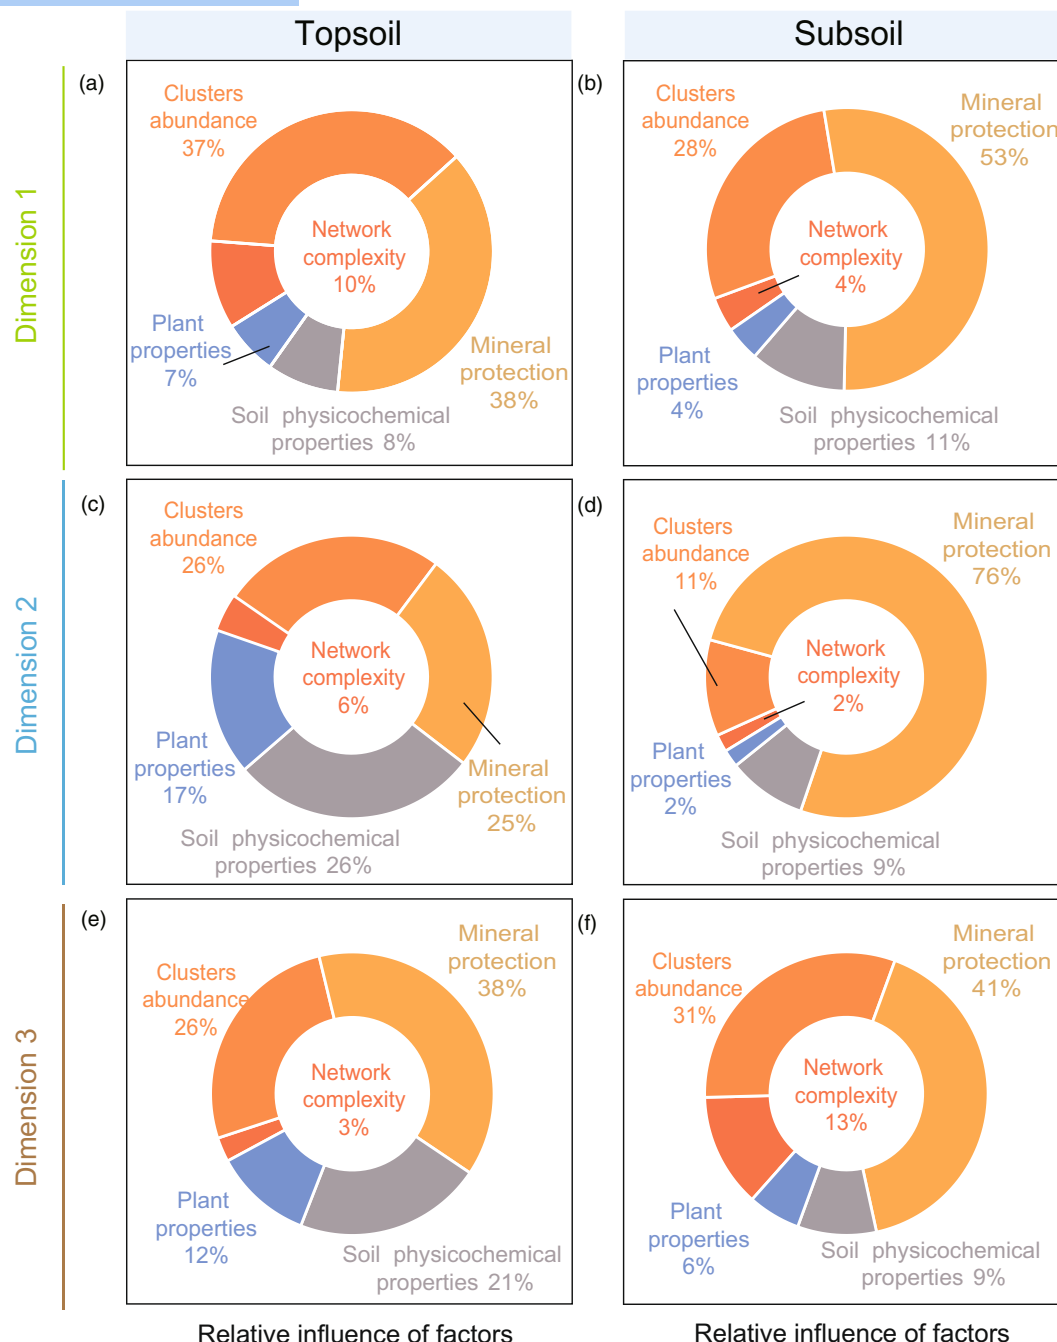 Topsoil
Subsoil
Dimension 1
(a)
Clusters
abundance
37%
Network
complexity
10%
Plant
properties
7%
Mineral
protection
38%
Soil physicochemical
properties 8%
(b)
Clusters
abundance
28%
Mineral
protection
53%
Network
complexity
4%
Plant
properties
4%
Soil physicochemical
properties 11%
Dimension 2
(c)
Clusters
abundance
26%
Network
complexity
6%
Plant
properties
17%
Mineral
protection
25%
Soil physicochemical
properties 26%
(d)
Clusters
abundance
11%
Mineral
protection
76%
Network
complexity
2%
Plant
properties
2%
Soil physicochemical
properties 9%
Dimension 3
(e)
Clusters
abundance
26%
Mineral
protection
38%
Network
complexity
3%
Plant
properties
12%
Soil physicochemical
properties 21%
(f)
Clusters
abundance
31%
Mineral
protection
41%
Network
complexity
13%
Plant
properties
6%
Soil physicochemical
properties 9%
Relative influence of factors
Relative influence of factors